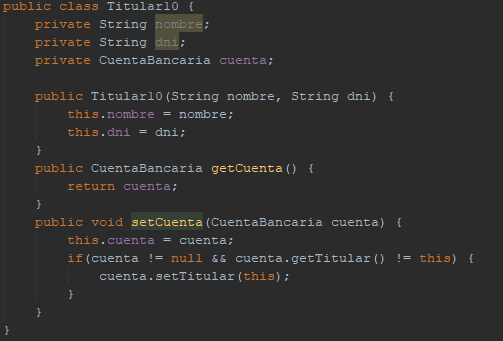 public class Titular10 {
    private String nombre;
    private String dni;
    private CuentaBancaria cuenta;

    public Titular10(String nombre, String dni) {
        this.nombre = nombre;
        this.dni = dni;
    }
    public CuentaBancaria getCuenta() {
        return cuenta;
    }
    public void setCuenta(CuentaBancaria cuenta) {
        this.cuenta = cuenta;
        if(cuenta != null && cuenta.getTitular() != this) {
            cuenta.setTitular(this);
        }
    }
}